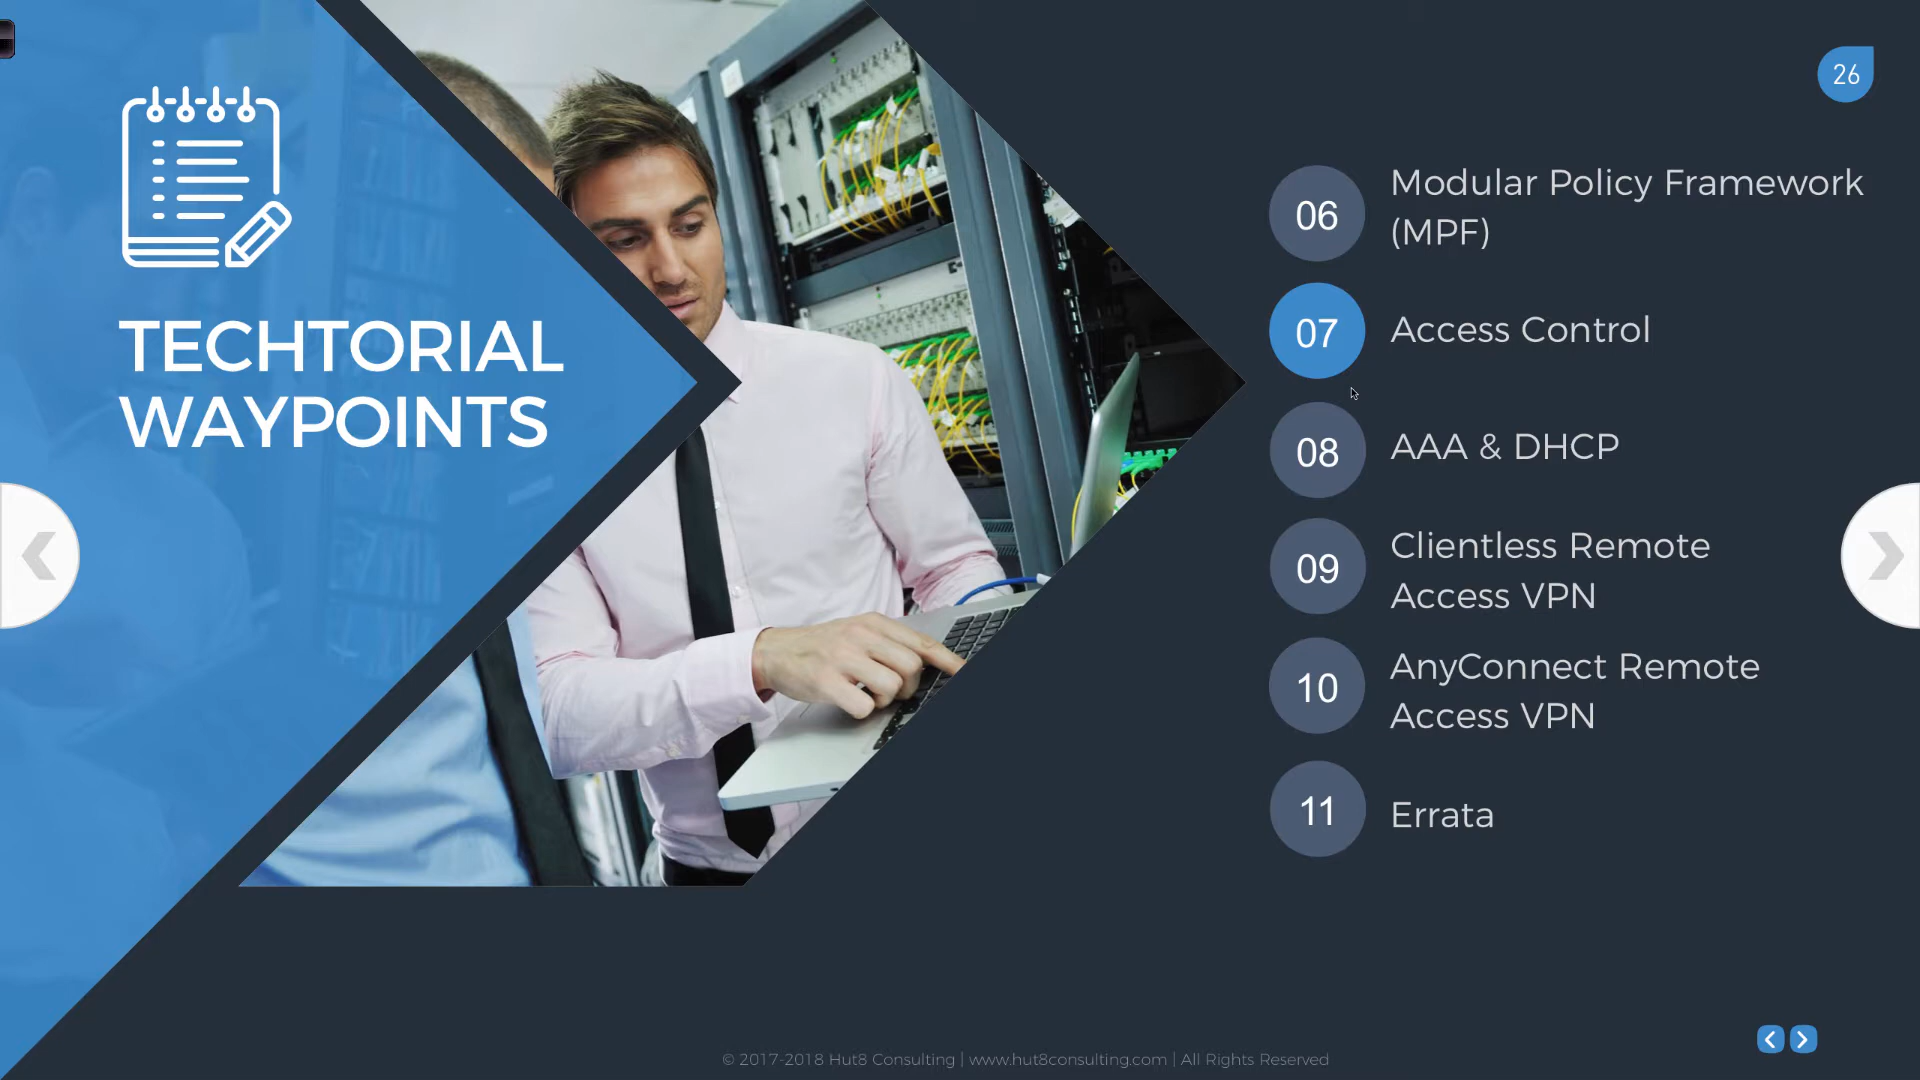 TECHTORIAL
WAYPOINTS
26
06
Modular Policy Framework
(MPF)
07
Access Control
08
AAA & DHCP
09
Clientless Remote
Access VPN
10
AnyConnect Remote
Access VPN
11
Errata
© 2017-2018 Hut8 Consulting | www.hut8consulting.com | All Rights Reserved